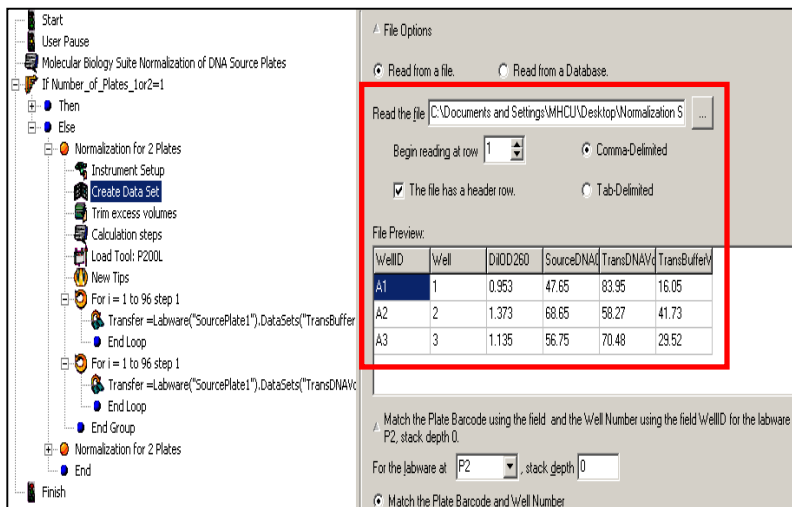 Start
User Pause
Molecular Biology Suite Normalization of DNA Source Plates
If Number_of_Plates_1or2=1
Then
Else
Normalization for 2 Plates
Instrument Setup
Create Data Set
Trim excess volumes
Calculation steps
Load Tool: P200L
New Tips
For i = 1 to 96 step 1
Transfer =Labware("SourcePlate1").DataSets("TransBuffer
End Loop
For i = 1 to 96 step 1
Transfer =Labware("SourcePlate1").DataSets("TransDNAVo
End Loop
End Group
Normalization for 2 Plates
End
Finish
File Options
Read from a file. Read from a Database.
Read the file C:\Documents and Settings\MHCU\Desktop\Normalization S ...
Begin reading at row 1 Comma-Delimited
The file has a header row. Tab-Delimited
File Preview:
WellID Well DilOD260 SourceDNA( TransDNAVo TransBufferV
A1 1 0.953 47.65 83.95 16.05
A2 2 1.373 68.65 58.27 41.73
A3 3 1.135 56.75 70.48 29.52
Match the Plate Barcode using the field and the Well Number using the field WellID for the labware
P2, stack depth 0.
For the labware at P2 , stack depth 0
Match the Plate Barcode and Well Number